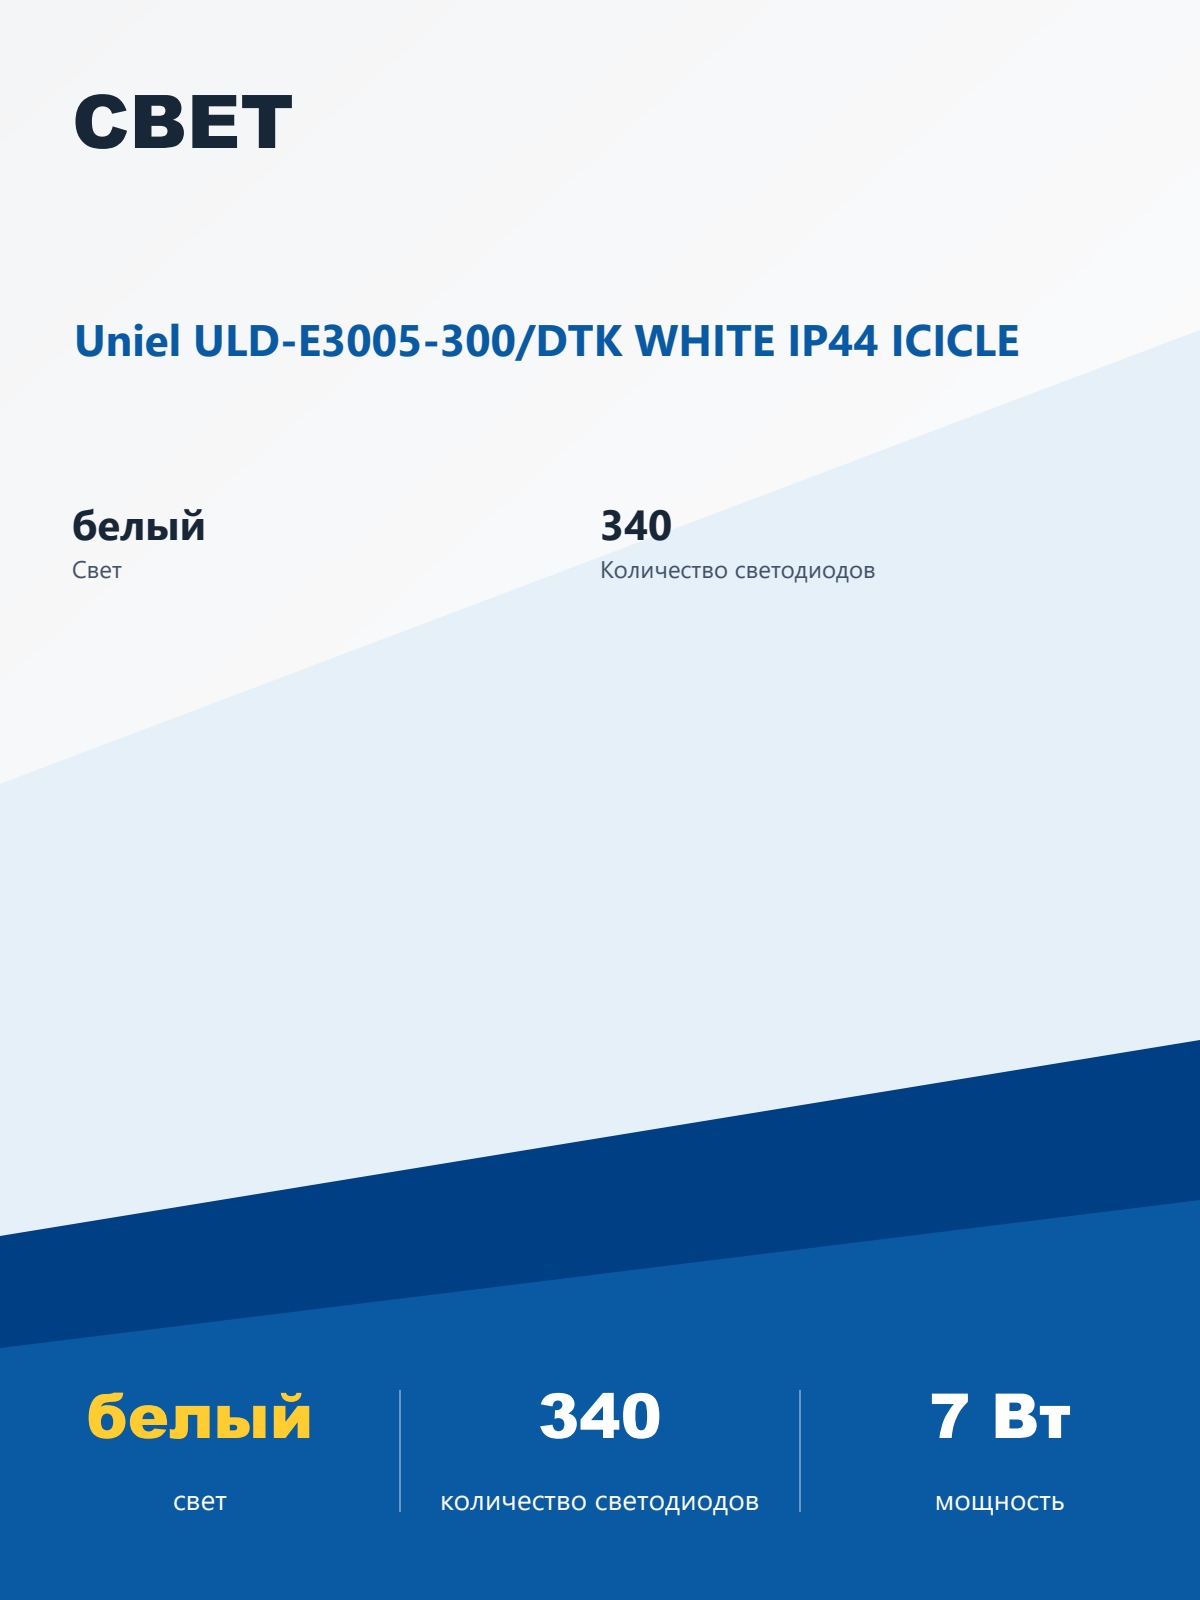 СВЕТ
Uniel ULD-E3005-300/DTK WHITE IP44 ICICLE
белый
Свет
340
Количество светодиодов
белый
свет
340
количество светодиодов
7 Вт
мощность